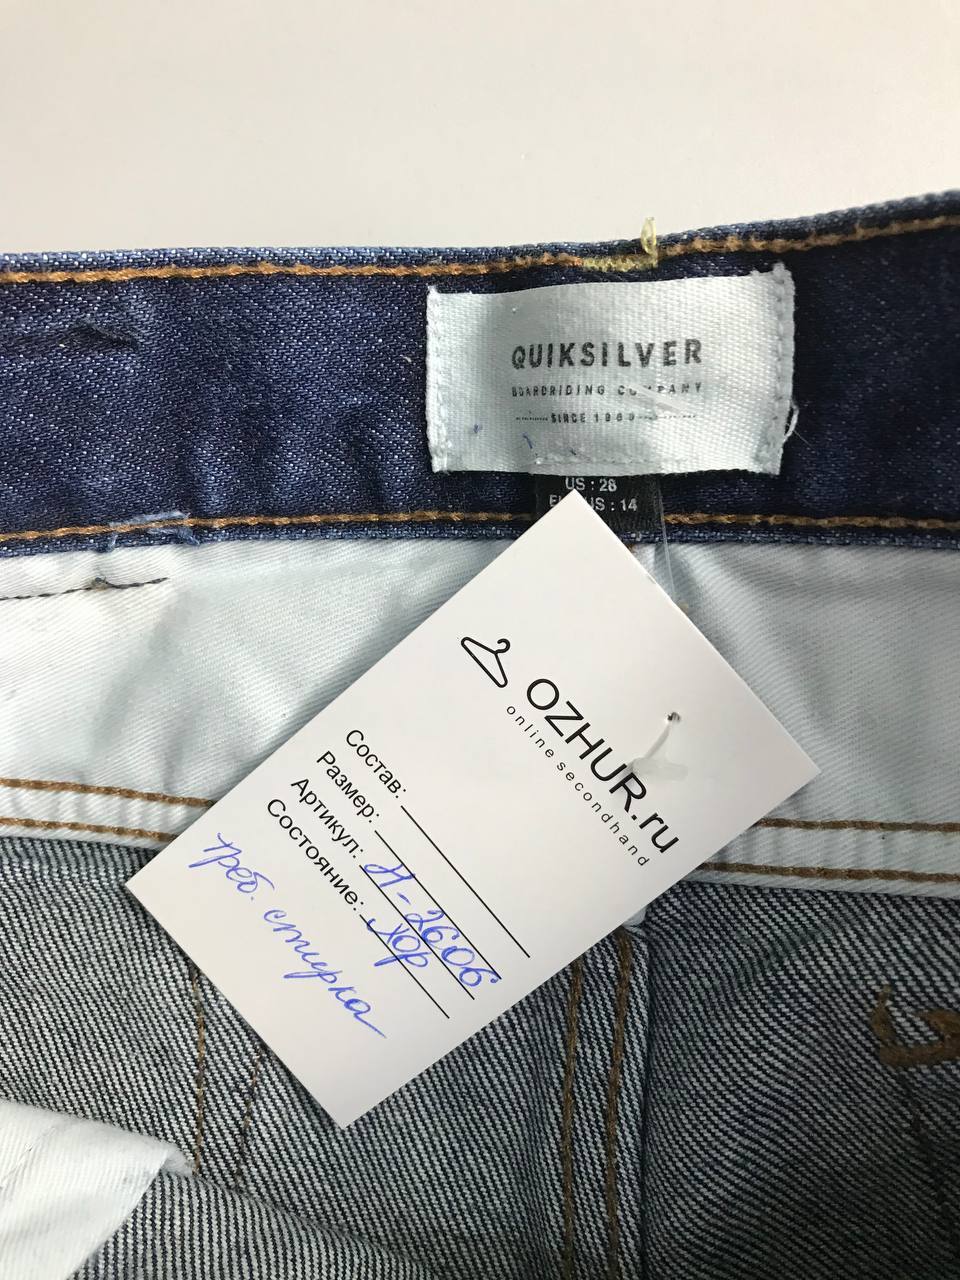 QUIKSILVER
BOARDRIDING COMPANY
SINCE 1969
US : 28
: 14
OZHUR.ru
online secondhand
Состав:
Размер:
Артикул: Н-2606
Состояние: хор
треб. стирка